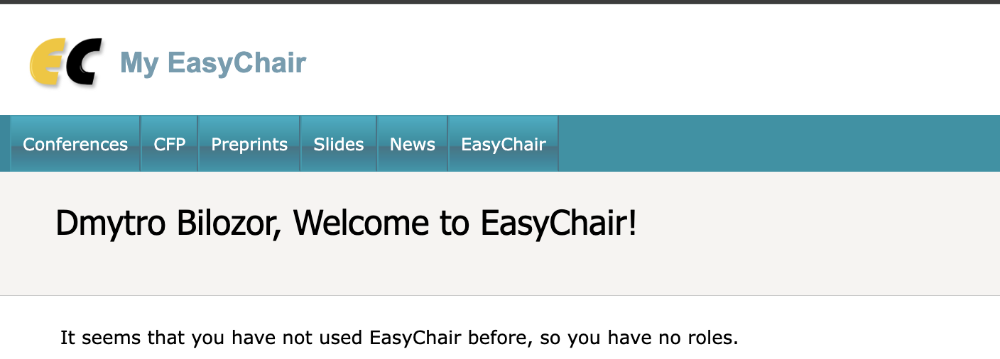 EC My EasyChair
Conferences CFP Preprints Slides News EasyChair
Dmytro Bilozor, Welcome to EasyChair!
It seems that you have not used EasyChair before, so you have no roles.